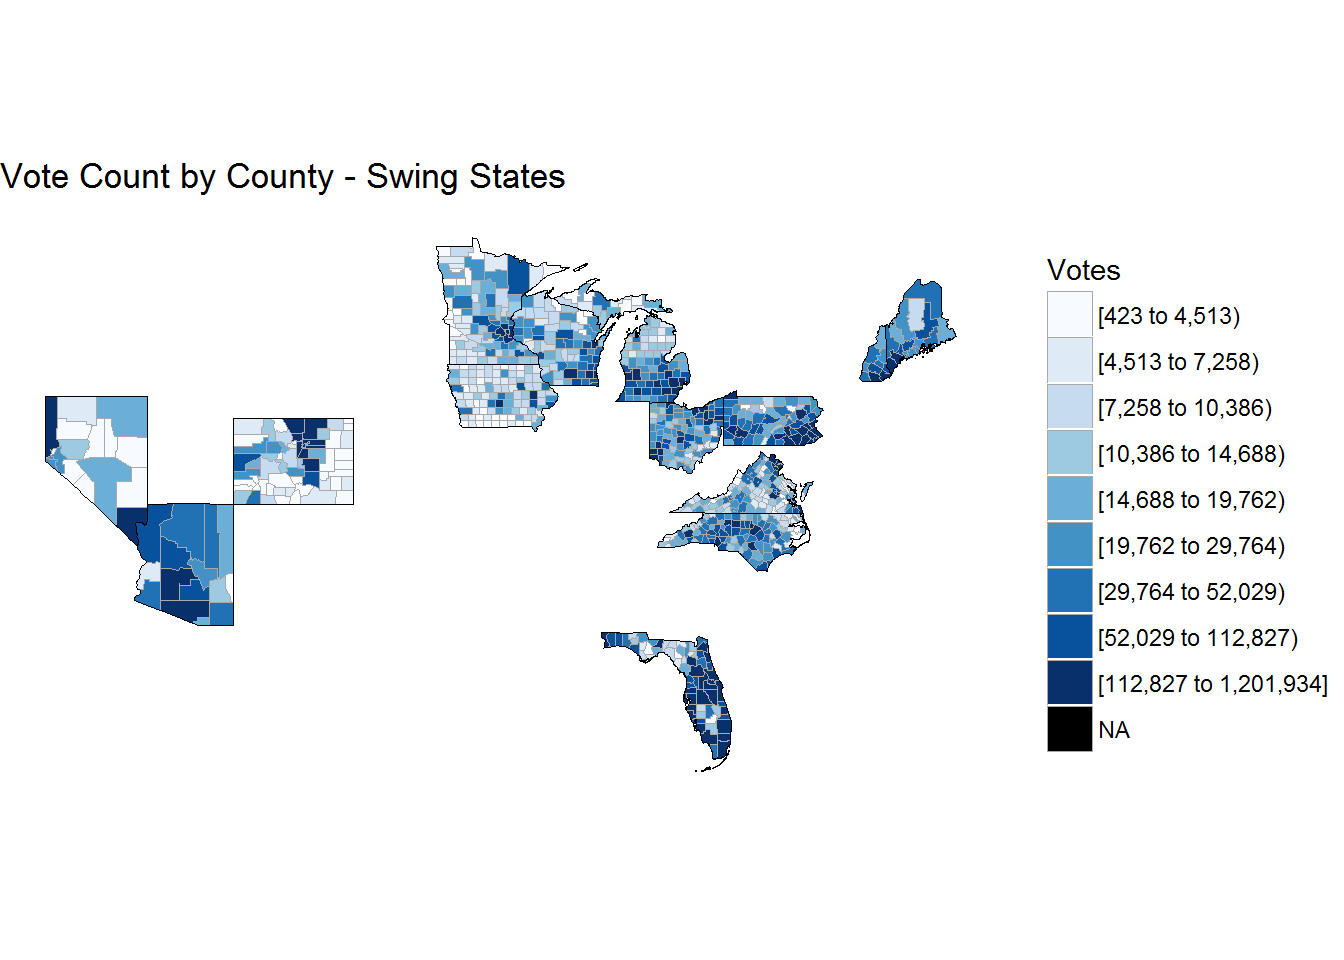 Vote Count by County - Swing States
Votes
[423 to 4,513)
[4,513 to 7,258)
[7,258 to 10,386)
[10,386 to 14,688)
[14,688 to 19,762)
[19,762 to 29,764)
[29,764 to 52,029)
[52,029 to 112,827)
[112,827 to 1,201,934]
NA